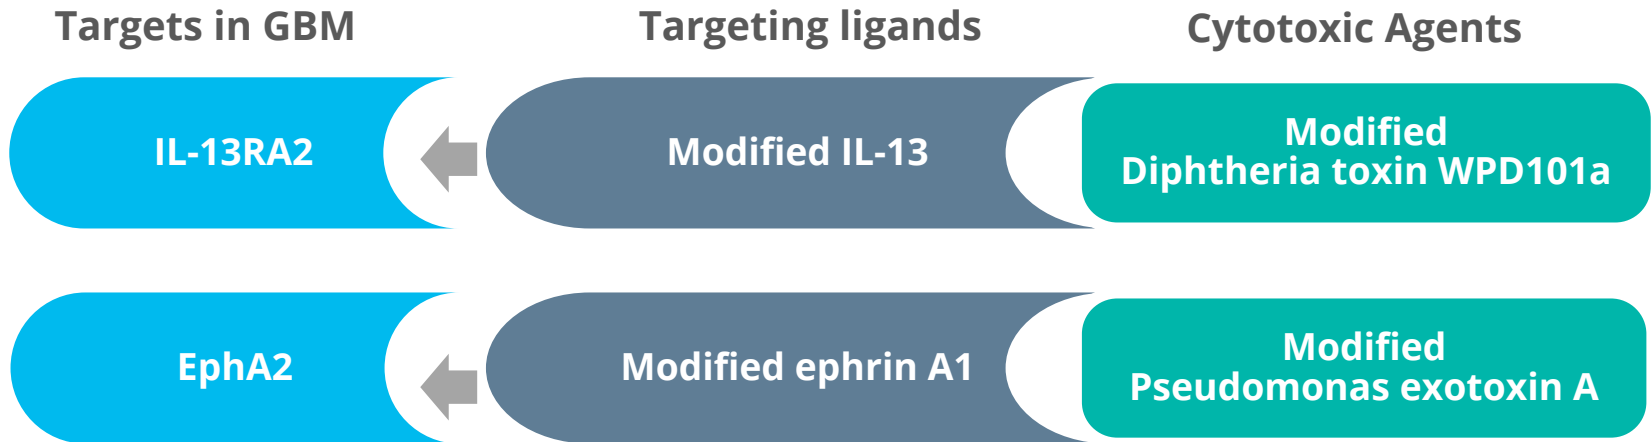 Targets in GBM
Targeting ligands
Cytotoxic Agents
IL-13RA2
Modified IL-13
Modified
Diphtheria toxin WPD101a
EphA2
Modified ephrin A1
Modified
Pseudomonas exotoxin A